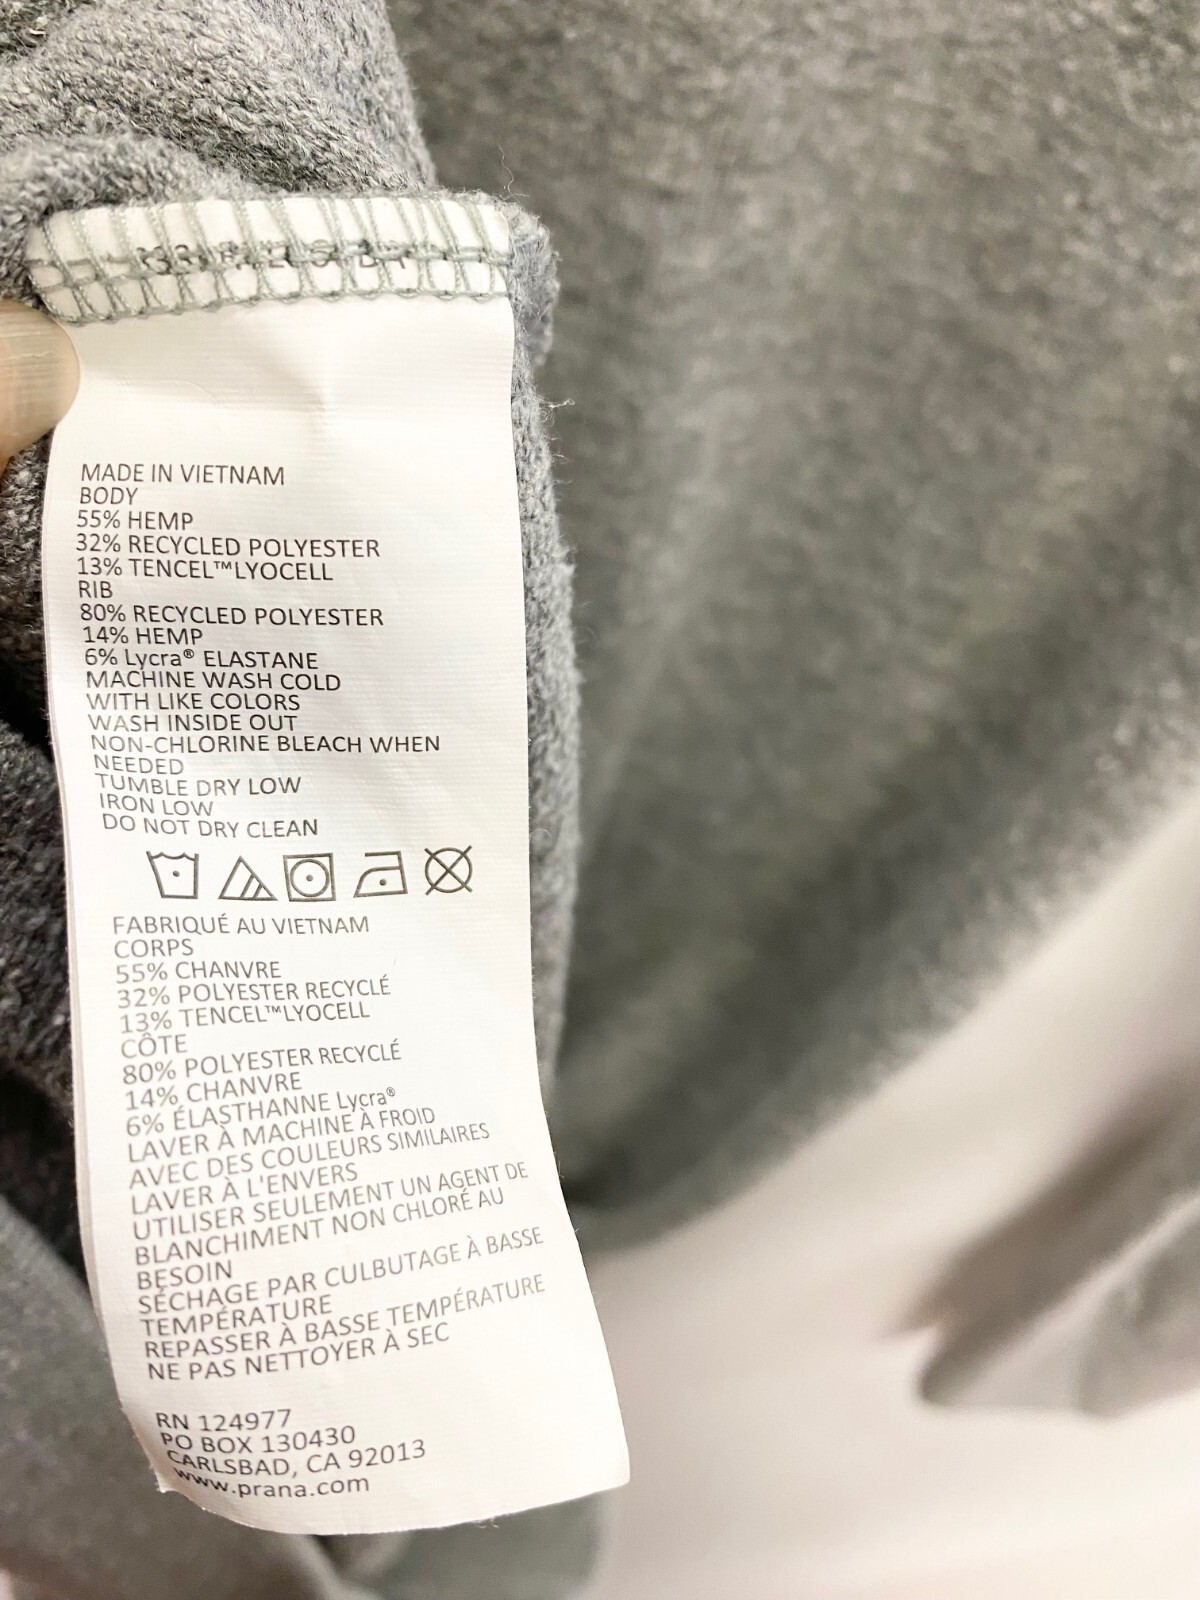 MADE IN VIETNAM
BODY
55% HEMP
32% RECYCLED POLYESTER
13% TENCEL™LYOCELL
RIB
80% RECYCLED POLYESTER
14% HEMP
6% Lycra® ELASTANE
MACHINE WASH COLD
WITH LIKE COLORS
WASH INSIDE OUT
NON-CHLORINE BLEACH WHEN
NEEDED
TUMBLE DRY LOW
IRON LOW
DO NOT DRY CLEAN
FABRIQUÉ AU VIETNAM
CORPS
55% CHANVRE
32% POLYESTER RECYCLÉ
13% TENCEL™LYOCELL
CÔTE
80% POLYESTER RECYCLÉ
14% CHANVRE
6% ÉLASTHANNE Lycra®
LAVER À MACHINE À FROID
AVEC DES COULEURS SIMILAIRES
LAVER À L'ENVERS
UTILISER SEULEMENT UN AGENT DE
BLANCHIMENT NON CHLORÉ AU
BESOIN
SÉCHAGE PAR CULBUTAGE À BASSE
TEMPÉRATURE
REPASSER À BASSE TEMPÉRATURE
NE PAS NETTOYER À SEC
RN 124977
PO BOX 130430
CARLSBAD, CA 92013
www.prana.com